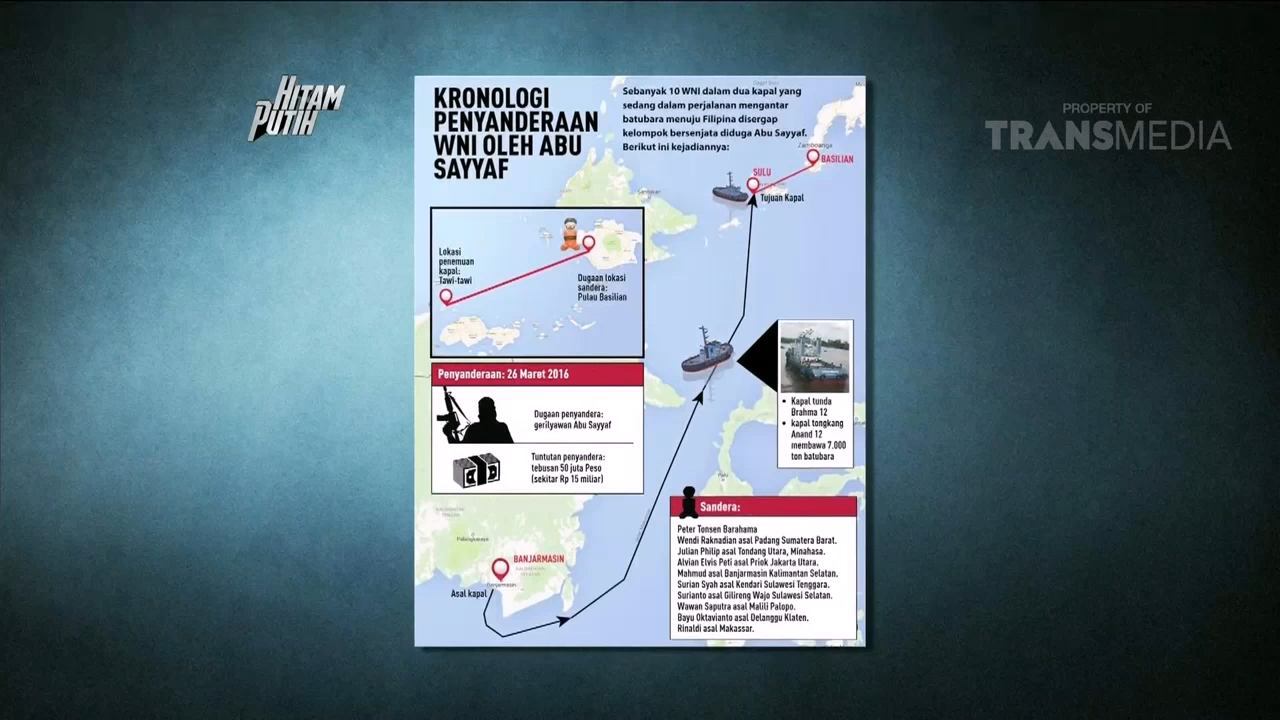 HITAM
PUTIH
PROPERTY OF
TRANSMEDIA
KRONOLOGI
PENYANDERAAN
WNI OLEH ABU
SAYYAF
Sebanyak 10 WNI dalam dua kapal yang
sedang dalam perjalanan mengantar
batubara menuju Filipina disergap
kelompok bersenjata diduga Abu Sayyaf.
Berikut ini kejadiannya:
Zamboanga
BASILIAN
SULU
Tujuan Kapal
Sandakan
Lokasi
penemuan
kapal:
Tawi-tawi
Dugaan lokasi
sandera:
Pulau Basilian
Penyanderaan: 26 Maret 2016
Dugaan penyandera:
gerilyawan Abu Sayyaf
Tuntutan penyandera:
tebusan 50 juta Peso
(sekitar Rp 15 miliar)
• Kapal tunda
Brahma 12
• kapal tongkang
Anand 12
membawa 7.000
ton batubara
Palu
Palangkaraya
BANJARMASIN
Banjarmasin
Asal kapal
Sandera:
Peter Tonsen Barahama
Wendi Raknadian asal Padang Sumatera Barat.
Julian Philip asal Tondang Utara, Minahasa.
Alvian Elvis Peti asal Priok Jakarta Utara.
Mahmud asal Banjarmasin Kalimantan Selatan.
Surian Syah asal Kendari Sulawesi Tenggara.
Surianto asal Gilireng Wajo Sulawesi Selatan.
Wawan Saputra asal Malili Palopo.
Bayu Oktavianto asal Delanggu Klaten.
Rinaldi asal Makassar.